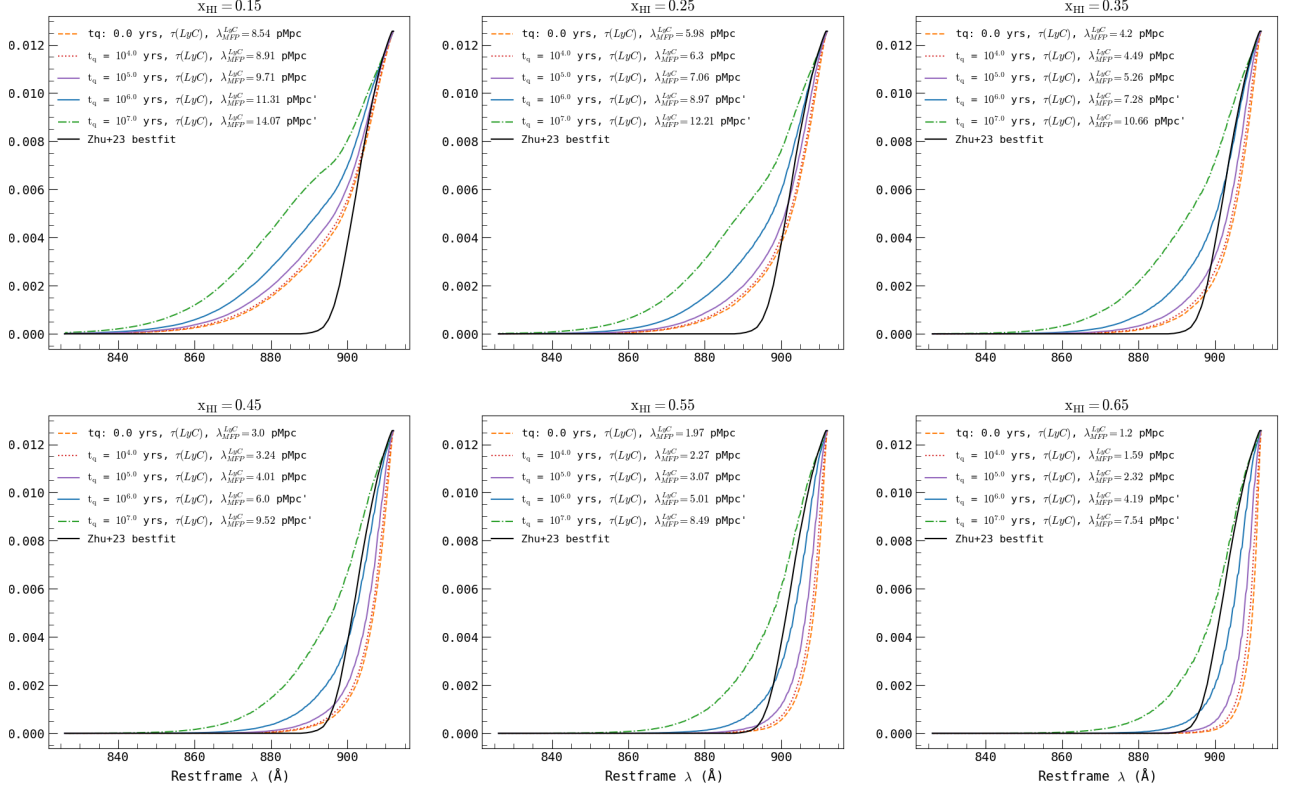 x_HI = 0.15
0.012
0.010
0.008
0.006
0.004
0.002
0.000
tq: 0.0 yrs, τ(LyC), λ^LyC_MFP=8.54 pMpc
t_q = 10^4.0 yrs, τ(LyC), λ^LyC_MFP=8.91 pMpc
t_q = 10^5.0 yrs, τ(LyC), λ^LyC_MFP=9.71 pMpc
t_q = 10^6.0 yrs, τ(LyC), λ^LyC_MFP=11.31 pMpc'
t_q = 10^7.0 yrs, τ(LyC), λ^LyC_MFP=14.07 pMpc'
Zhu+23 bestfit
840 860 880 900
x_HI = 0.25
0.012
0.010
0.008
0.006
0.004
0.002
0.000
tq: 0.0 yrs, τ(LyC), λ^LyC_MFP=5.98 pMpc
t_q = 10^4.0 yrs, τ(LyC), λ^LyC_MFP=6.3 pMpc
t_q = 10^5.0 yrs, τ(LyC), λ^LyC_MFP=7.06 pMpc
t_q = 10^6.0 yrs, τ(LyC), λ^LyC_MFP=8.97 pMpc'
t_q = 10^7.0 yrs, τ(LyC), λ^LyC_MFP=12.21 pMpc'
Zhu+23 bestfit
840 860 880 900
x_HI = 0.35
0.012
0.010
0.008
0.006
0.004
0.002
0.000
tq: 0.0 yrs, τ(LyC), λ^LyC_MFP=4.2 pMpc
t_q = 10^4.0 yrs, τ(LyC), λ^LyC_MFP=4.49 pMpc
t_q = 10^5.0 yrs, τ(LyC), λ^LyC_MFP=5.26 pMpc
t_q = 10^6.0 yrs, τ(LyC), λ^LyC_MFP=7.28 pMpc'
t_q = 10^7.0 yrs, τ(LyC), λ^LyC_MFP=10.66 pMpc'
Zhu+23 bestfit
840 860 880 900
x_HI = 0.45
0.012
0.010
0.008
0.006
0.004
0.002
0.000
tq: 0.0 yrs, τ(LyC), λ^LyC_MFP=3.0 pMpc
t_q = 10^4.0 yrs, τ(LyC), λ^LyC_MFP=3.24 pMpc
t_q = 10^5.0 yrs, τ(LyC), λ^LyC_MFP=4.01 pMpc
t_q = 10^6.0 yrs, τ(LyC), λ^LyC_MFP=6.0 pMpc'
t_q = 10^7.0 yrs, τ(LyC), λ^LyC_MFP=9.52 pMpc'
Zhu+23 bestfit
840 860 880 900
Restframe λ (Å)
x_HI = 0.55
0.012
0.010
0.008
0.006
0.004
0.002
0.000
tq: 0.0 yrs, τ(LyC), λ^LyC_MFP=1.97 pMpc
t_q = 10^4.0 yrs, τ(LyC), λ^LyC_MFP=2.27 pMpc
t_q = 10^5.0 yrs, τ(LyC), λ^LyC_MFP=3.07 pMpc
t_q = 10^6.0 yrs, τ(LyC), λ^LyC_MFP=5.01 pMpc'
t_q = 10^7.0 yrs, τ(LyC), λ^LyC_MFP=8.49 pMpc'
Zhu+23 bestfit
840 860 880 900
Restframe λ (Å)
x_HI = 0.65
0.012
0.010
0.008
0.006
0.004
0.002
0.000
tq: 0.0 yrs, τ(LyC), λ^LyC_MFP=1.2 pMpc
t_q = 10^4.0 yrs, τ(LyC), λ^LyC_MFP=1.59 pMpc
t_q = 10^5.0 yrs, τ(LyC), λ^LyC_MFP=2.32 pMpc
t_q = 10^6.0 yrs, τ(LyC), λ^LyC_MFP=4.19 pMpc'
t_q = 10^7.0 yrs, τ(LyC), λ^LyC_MFP=7.54 pMpc'
Zhu+23 bestfit
840 860 880 900
Restframe λ (Å)